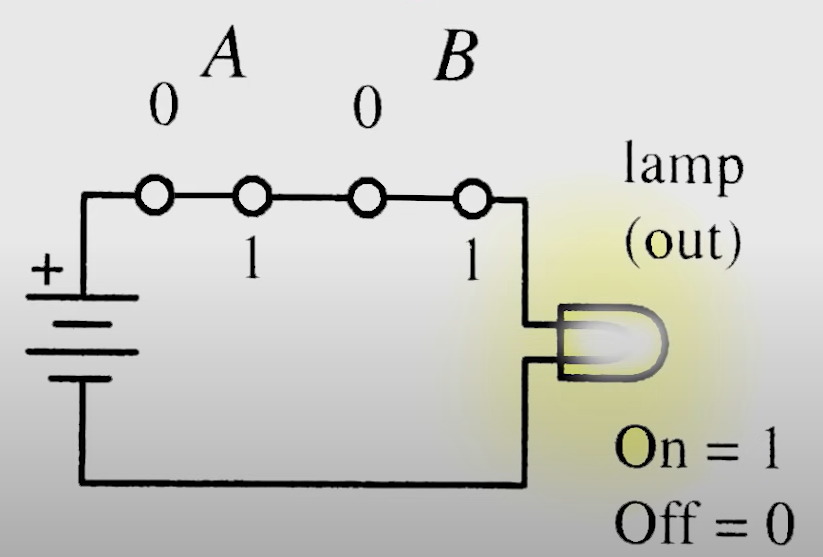 A B
0 0
lamp
(out)
1 1
+
On = 1
Off = 0